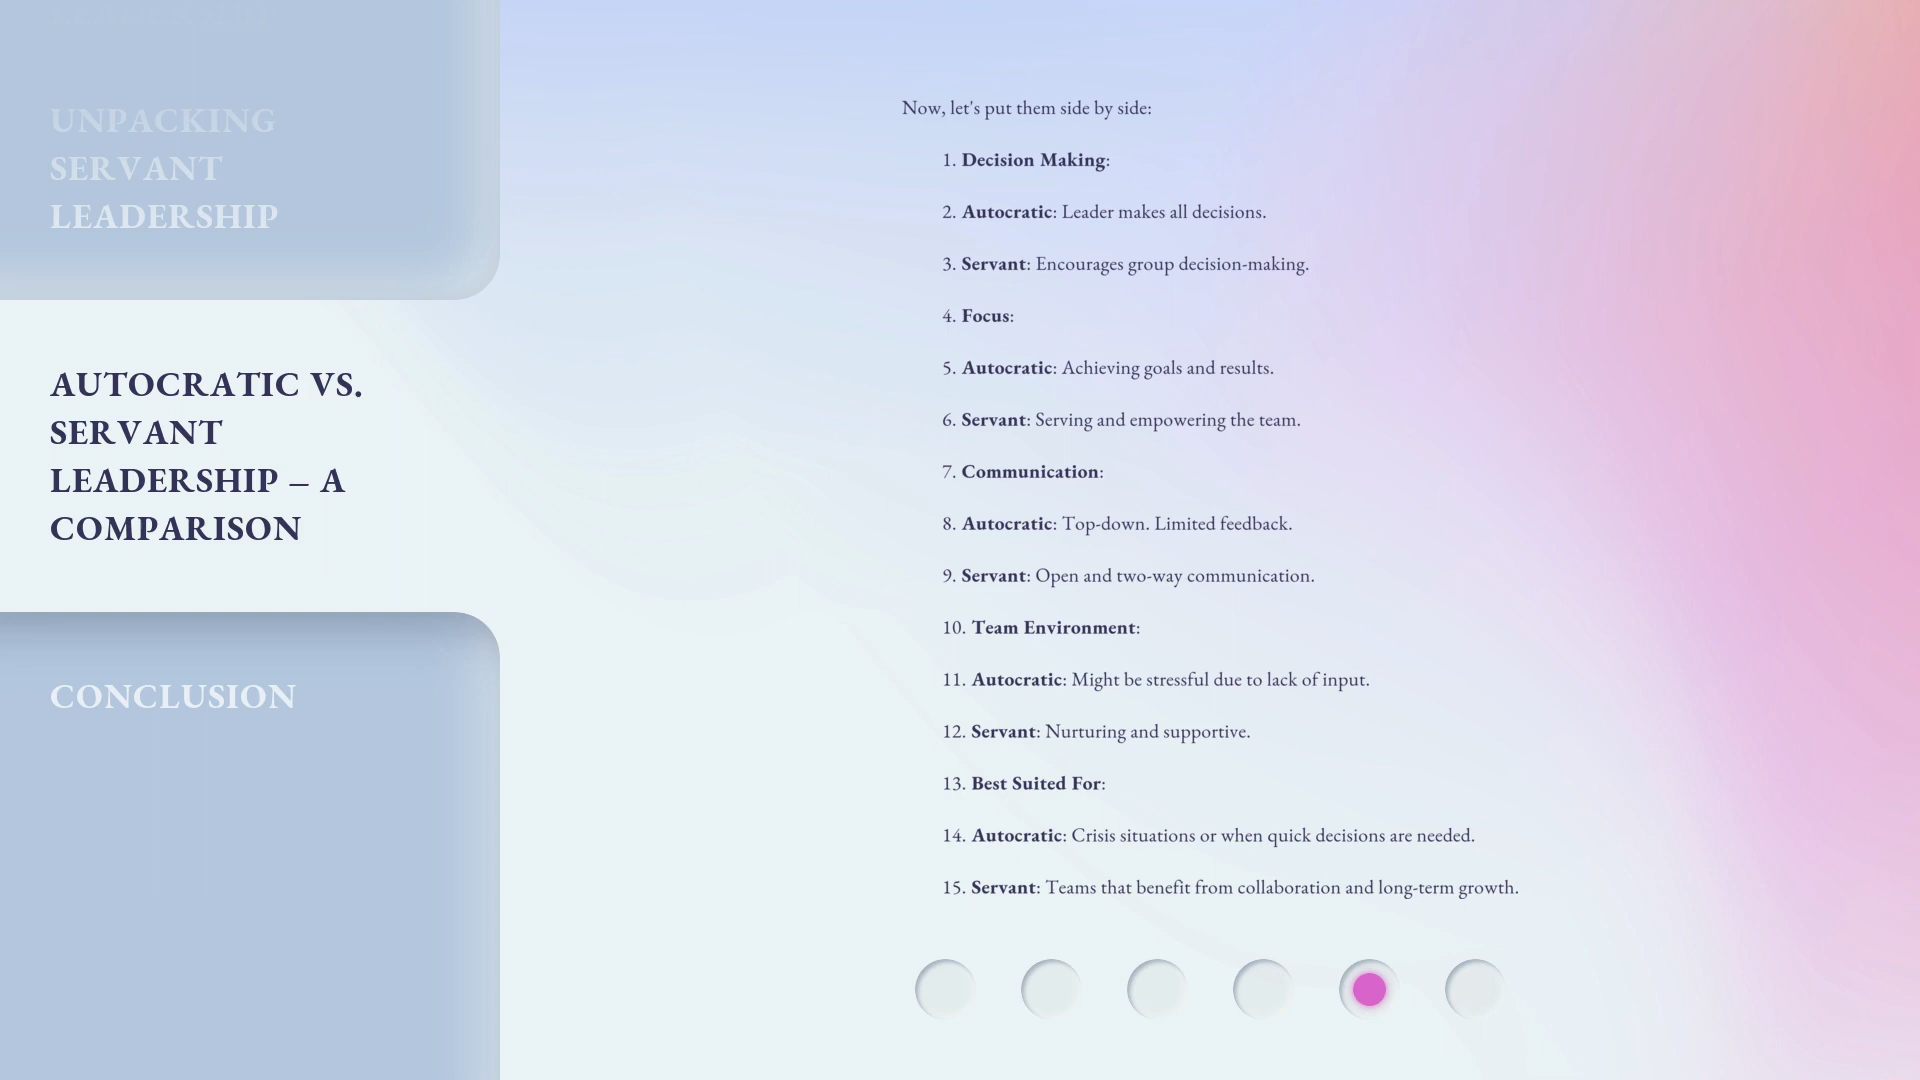 UNPACKING
SERVANT
LEADERSHIP
AUTOCRATIC VS.
SERVANT
LEADERSHIP – A
COMPARISON
CONCLUSION
Now, let's put them side by side:
1. Decision Making:
2. Autocratic: Leader makes all decisions.
3. Servant: Encourages group decision-making.
4. Focus:
5. Autocratic: Achieving goals and results.
6. Servant: Serving and empowering the team.
7. Communication:
8. Autocratic: Top-down. Limited feedback.
9. Servant: Open and two-way communication.
10. Team Environment:
11. Autocratic: Might be stressful due to lack of input.
12. Servant: Nurturing and supportive.
13. Best Suited For:
14. Autocratic: Crisis situations or when quick decisions are needed.
15. Servant: Teams that benefit from collaboration and long-term growth.